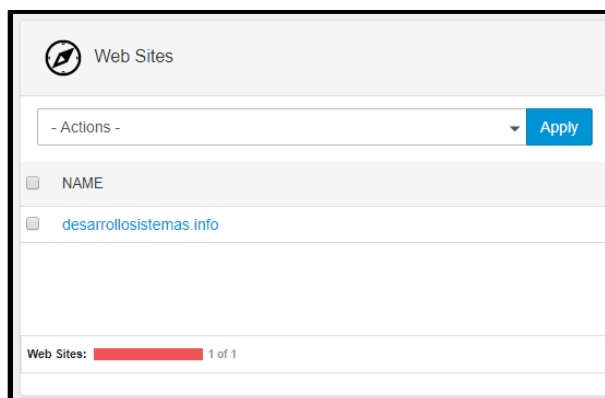 Web Sites
- Actions -
Apply
NAME
desarrollosistemas.info
Web Sites: 1 of 1